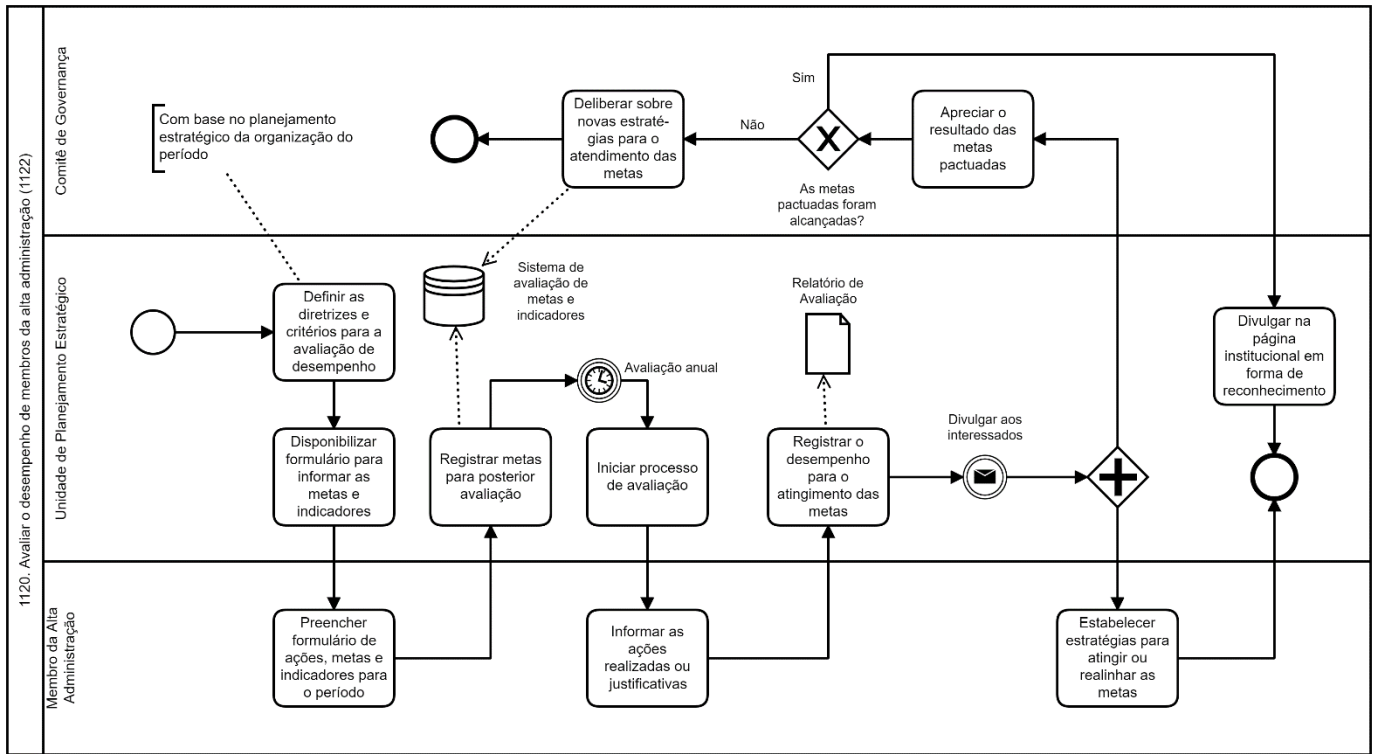 1120. Avaliar o desempenho de membros da alta administração (1122)
Comitê de Governança
Com base no planejamento
estratégico da organização do
período
Deliberar sobre
novas estraté-
gias para o
atendimento das
metas
Não
Sim
As metas
pactuadas foram
alcançadas?
Apreciar o
resultado das
metas
pactuadas
Unidade de Planejamento Estratégico
Definir as
diretrizes e
critérios para a
avaliação de
desempenho
Sistema de
avaliação de
metas e
indicadores
Relatório de
Avaliação
Divulgar na
página
institucional em
forma de
reconhecimento
Avaliação anual
Disponibilizar
formulário para
informar as
metas e
indicadores
Registrar metas
para posterior
avaliação
Iniciar processo
de avaliação
Registrar o
desempenho
para o
atingimento das
metas
Divulgar aos
interessados
Membro da Alta
Administração
Preencher
formulário de
ações, metas e
indicadores para
o período
Informar as
ações
realizadas ou
justificativas
Estabelecer
estratégias para
atingir ou
realinhar as
metas